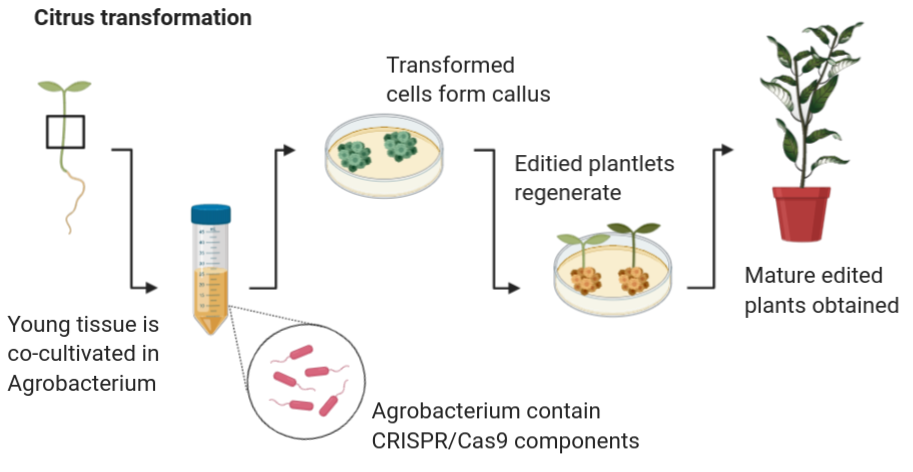 Citrus transformation
Transformed
cells form callus
Editied plantlets
regenerate
Mature edited
plants obtained
Young tissue is
co-cultivated in
Agrobacterium
Agrobacterium contain
CRISPR/Cas9 components